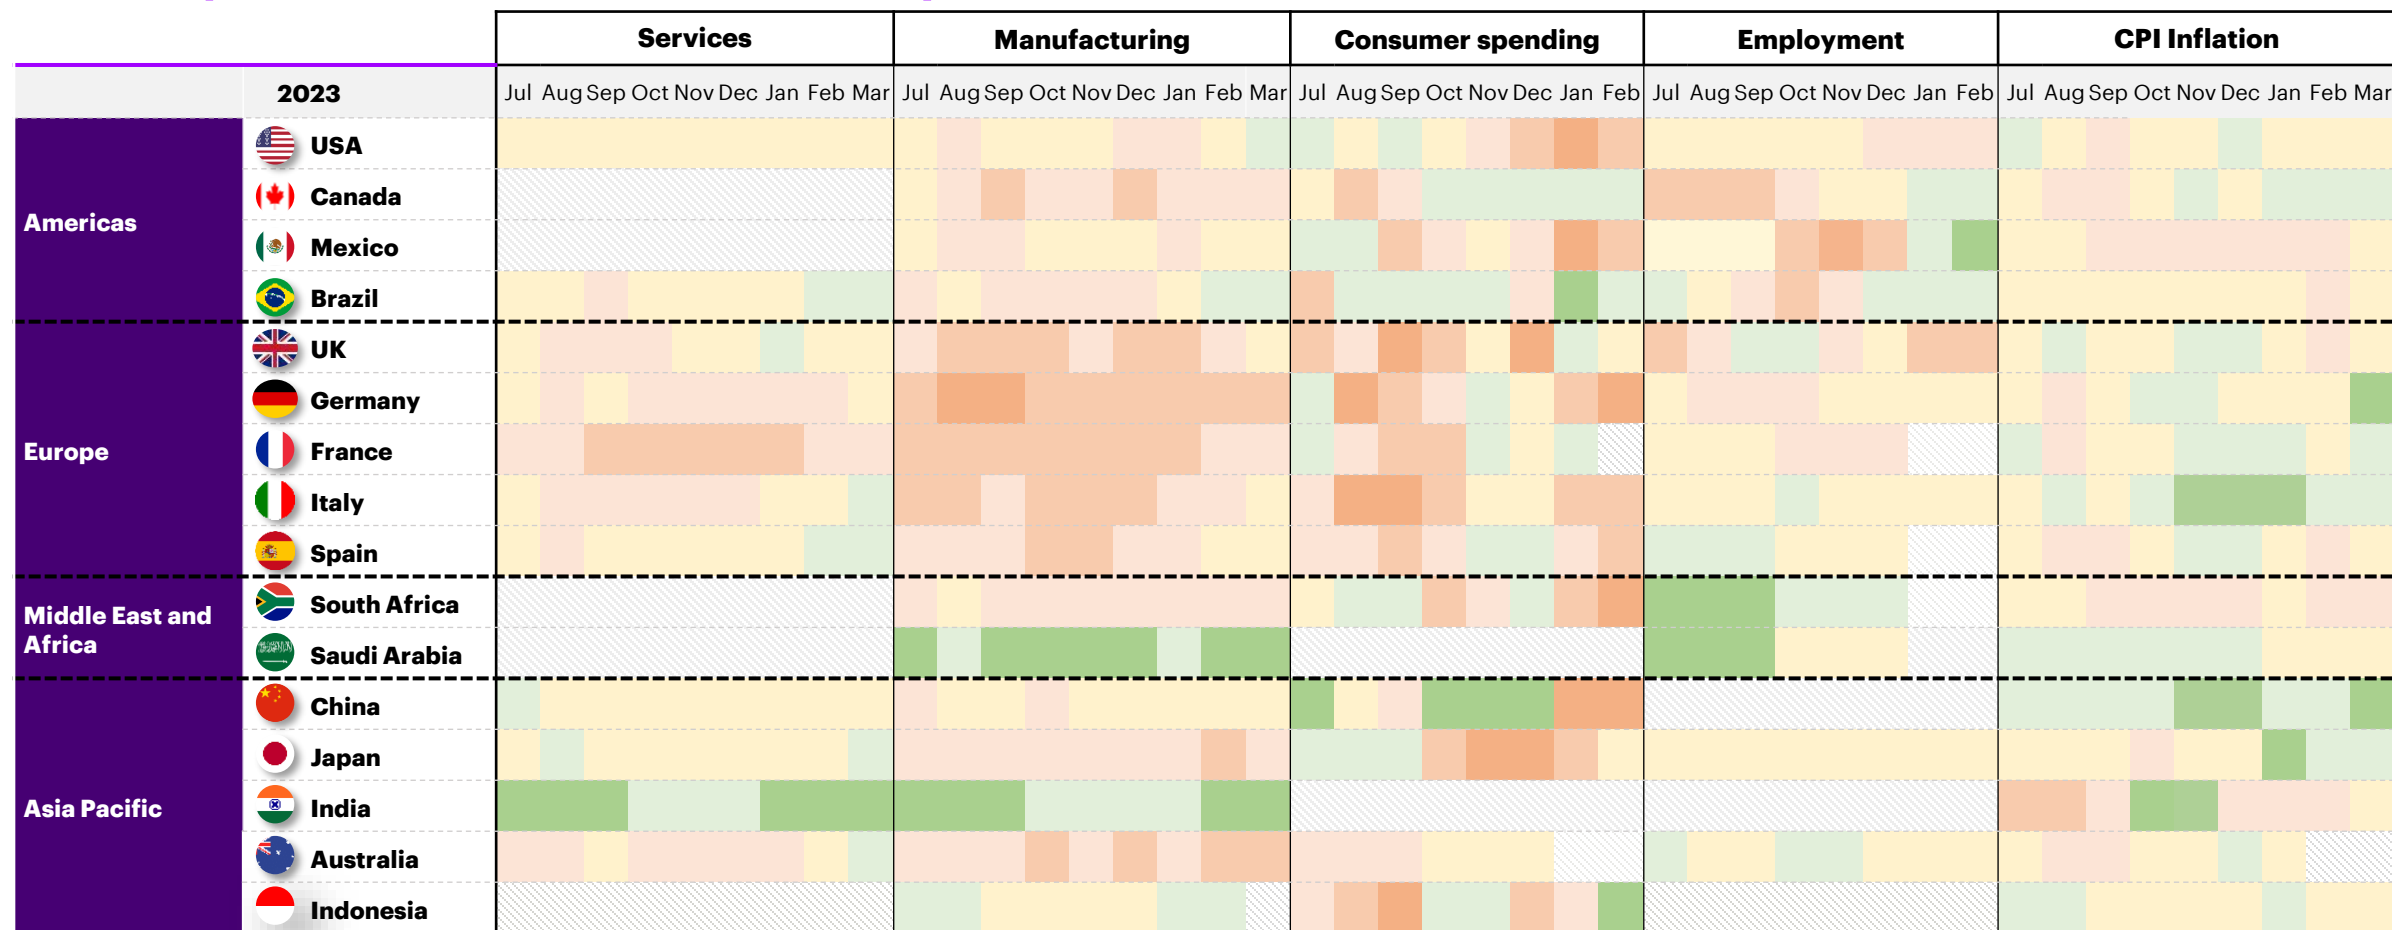 Services Manufacturing Consumer spending Employment CPI Inflation
2023 Jul Aug Sep Oct Nov Dec Jan Feb Mar Jul Aug Sep Oct Nov Dec Jan Feb Mar Jul Aug Sep Oct Nov Dec Jan Feb Jul Aug Sep Oct Nov Dec Jan Feb Jul Aug Sep Oct Nov Dec Jan Feb Mar
Americas
USA
Canada
Mexico
Brazil
Europe
UK
Germany
France
Italy
Spain
Middle East and
Africa
South Africa
Saudi Arabia
Asia Pacific
China
Japan
India
Australia
Indonesia